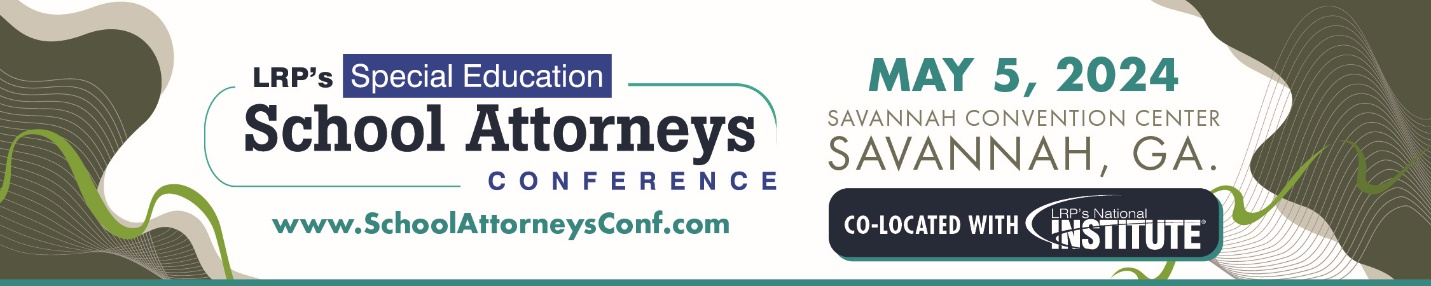 LRP's Special Education
School Attorneys
CONFERENCE
www.SchoolAttorneysConf.com
MAY 5, 2024
SAVANNAH CONVENTION CENTER
SAVANNAH, GA.
CO-LOCATED WITH LRP's National INSTITUTE®